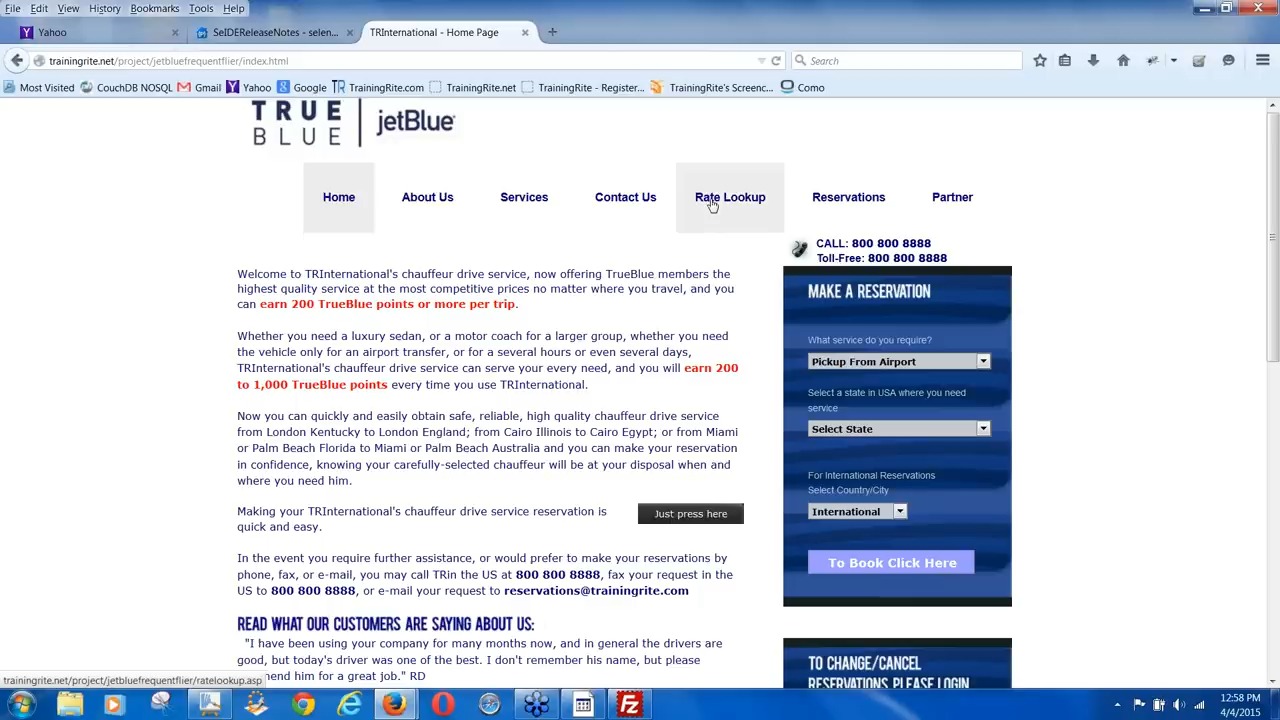 File Edit View History Bookmarks Tools Help
Yahoo
SeIDEReleaseNotes - selen...
TRInternational - Home Page
trainingrite.net/project/jetbluefrequentflier/index.html
Search
Most Visited CouchDB NOSQL Gmail Yahoo Google TrainingRite.com TrainingRite.net TrainingRite - Register... TrainingRite's Screenc... Como
TRUE BLUE jetBlue
Home About Us Services Contact Us Rate Lookup Reservations Partner
CALL: 800 800 8888
Toll-Free: 800 800 8888
Welcome to TRInternational's chauffeur drive service, now offering TrueBlue members the
highest quality service at the most competitive prices no matter where you travel, and you
can earn 200 TrueBlue points or more per trip.
Whether you need a luxury sedan, or a motor coach for a larger group, whether you need
the vehicle only for an airport transfer, or for a several hours or even several days,
TRInternational's chauffeur drive service can serve your every need, and you will earn 200
to 1,000 TrueBlue points every time you use TRInternational.
Now you can quickly and easily obtain safe, reliable, high quality chauffeur drive service
from London Kentucky to London England; from Cairo Illinois to Cairo Egypt; or from Miami
or Palm Beach Florida to Miami or Palm Beach Australia and you can make your reservation
in confidence, knowing your carefully-selected chauffeur will be at your disposal when and
where you need him.
Making your TRInternational's chauffeur drive service reservation is
quick and easy.
Just press here
In the event you require further assistance, or would prefer to make your reservations by
phone, fax, or e-mail, you may call TRin the US at 800 800 8888, fax your request in the
US to 800 800 8888, or e-mail your request to reservations@trainingrite.com
READ WHAT OUR CUSTOMERS ARE SAYING ABOUT US:
"I have been using your company for many months now, and in general the drivers are
good, but today's driver was one of the best. I don't remember his name, but please
mend him for a great job." RD
MAKE A RESERVATION
What service do you require?
Pickup From Airport
Select a state in USA where you need
service
Select State
For International Reservations
Select Country/City
International
To Book Click Here
TO CHANGE/CANCEL
RESERVATIONS PLEASE LOGIN
trainingrite.net/project/jetbluefrequentflier/ratelookup.asp
12:58 PM
4/4/2015